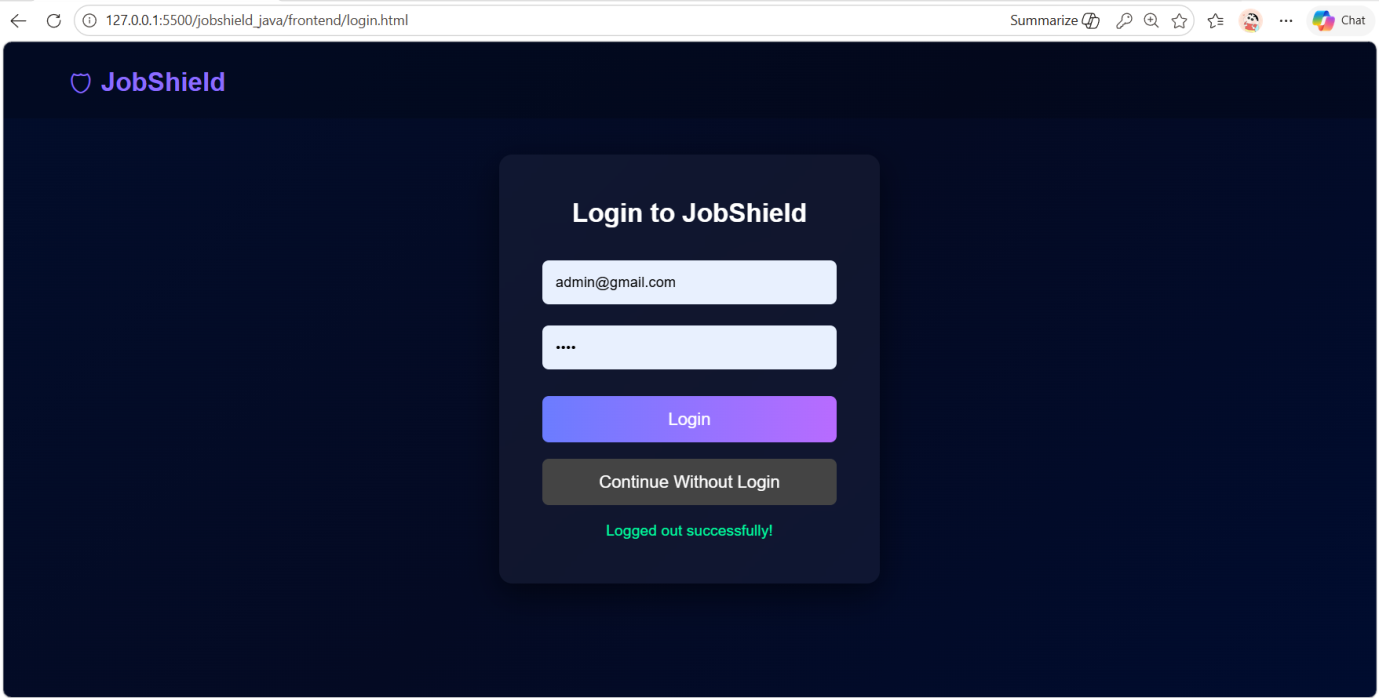 127.0.0.1:5500/jobshield_java/frontend/login.html
Summarize
Chat
JobShield
Login to JobShield
admin@gmail.com
••••
Login
Continue Without Login
Logged out successfully!